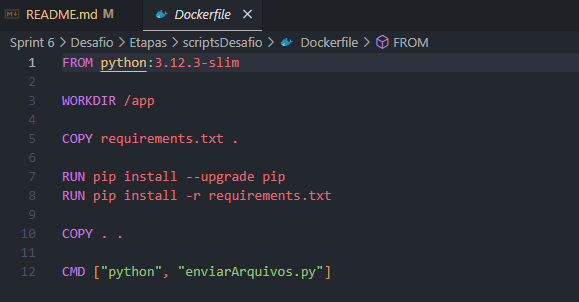 README.md M Dockerfile ×
Sprint 6 > Desafio > Etapas > scriptsDesafio > Dockerfile > FROM
1 FROM python:3.12.3-slim
2
3 WORKDIR /app
4
5 COPY requirements.txt .
6
7 RUN pip install --upgrade pip
8 RUN pip install -r requirements.txt
9
10 COPY . .
11
12 CMD ["python", "enviarArquivos.py"]